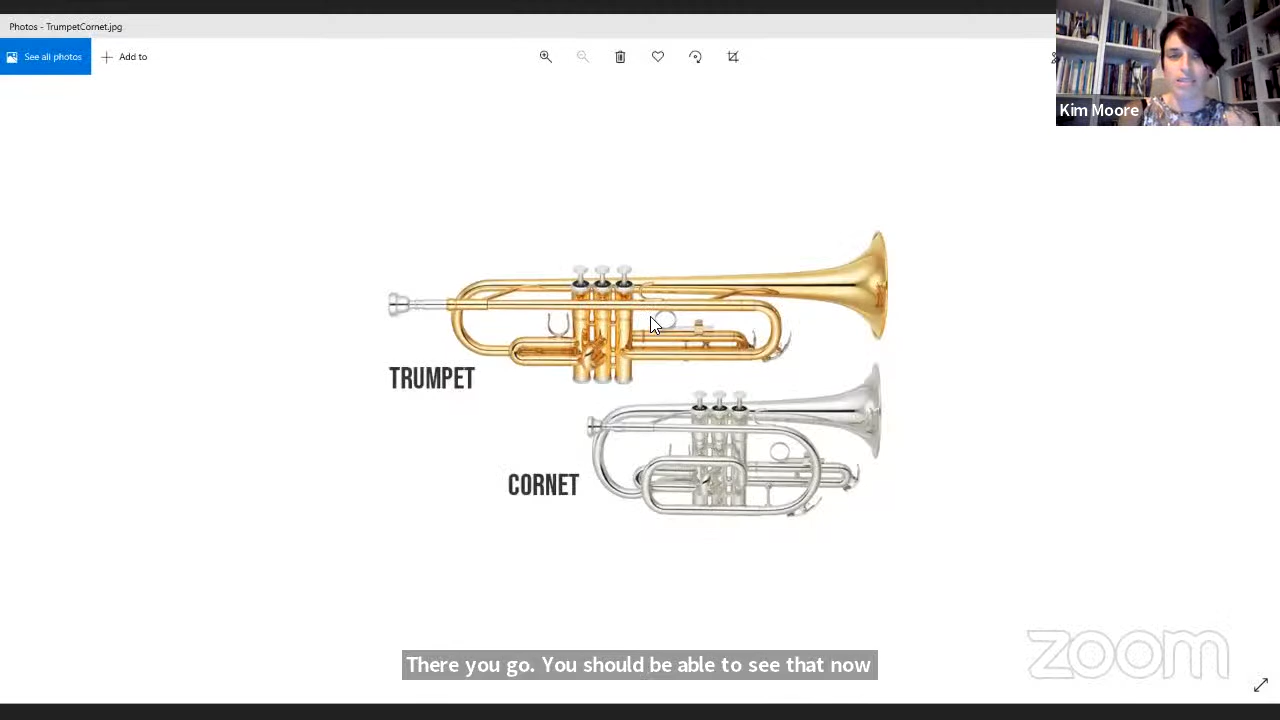 Photos - TrumpetCornet.jpg
See all photos
Add to
Kim Moore
TRUMPET
CORNET
There you go. You should be able to see that now
zoom